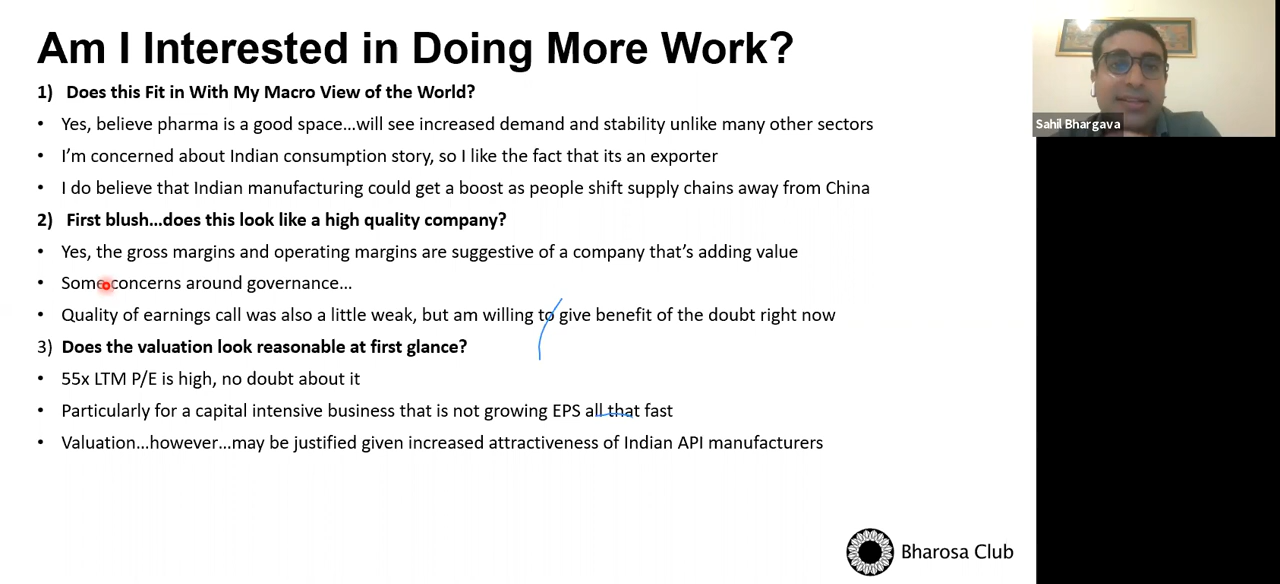 Am I Interested in Doing More Work?
1) Does this Fit in With My Macro View of the World?
• Yes, believe pharma is a good space...will see increased demand and stability unlike many other sectors
• I'm concerned about Indian consumption story, so I like the fact that its an exporter
• I do believe that Indian manufacturing could get a boost as people shift supply chains away from China
2) First blush...does this look like a high quality company?
• Yes, the gross margins and operating margins are suggestive of a company that's adding value
• Some concerns around governance...
• Quality of earnings call was also a little weak, but am willing to give benefit of the doubt right now
3) Does the valuation look reasonable at first glance?
• 55x LTM P/E is high, no doubt about it
• Particularly for a capital intensive business that is not growing EPS all that fast
• Valuation...however...may be justified given increased attractiveness of Indian API manufacturers
Bharosa Club
Sahil Bhargava